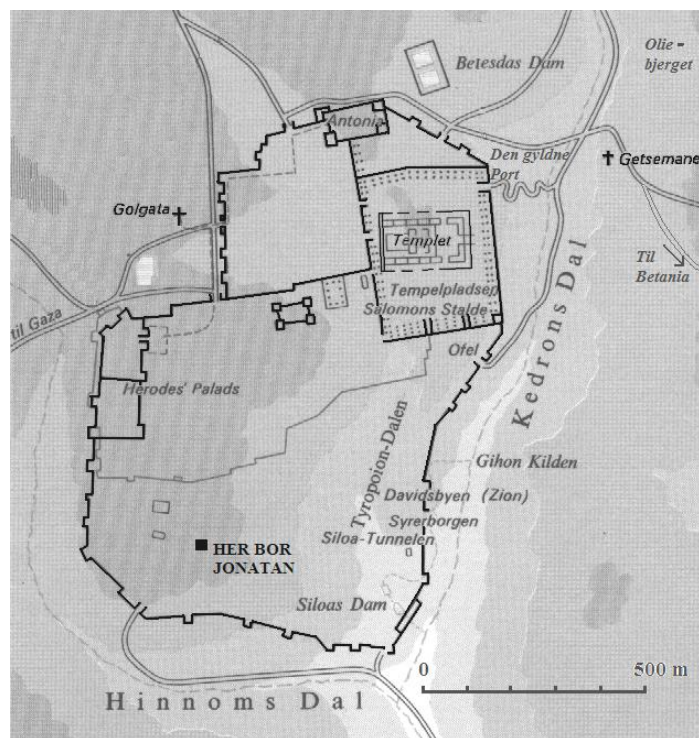 Olie-
bjerget
Betesdas Dam
Antonia
Den gyldne
Port
Getsemane
Golgata
Templet
Til
Betania
Tempelpladsen
Salomons Stalde
til Gaza
Ofel
Kedrons Dal
Herodes' Palads
Tyropoion-Dalen
Gihon Kilden
Davidsbyen (Zion)
Syrerborgen
Siloa-Tunnelen
HER BOR
JONATAN
Siloas Dam
0 500 m
Hinnoms Dal